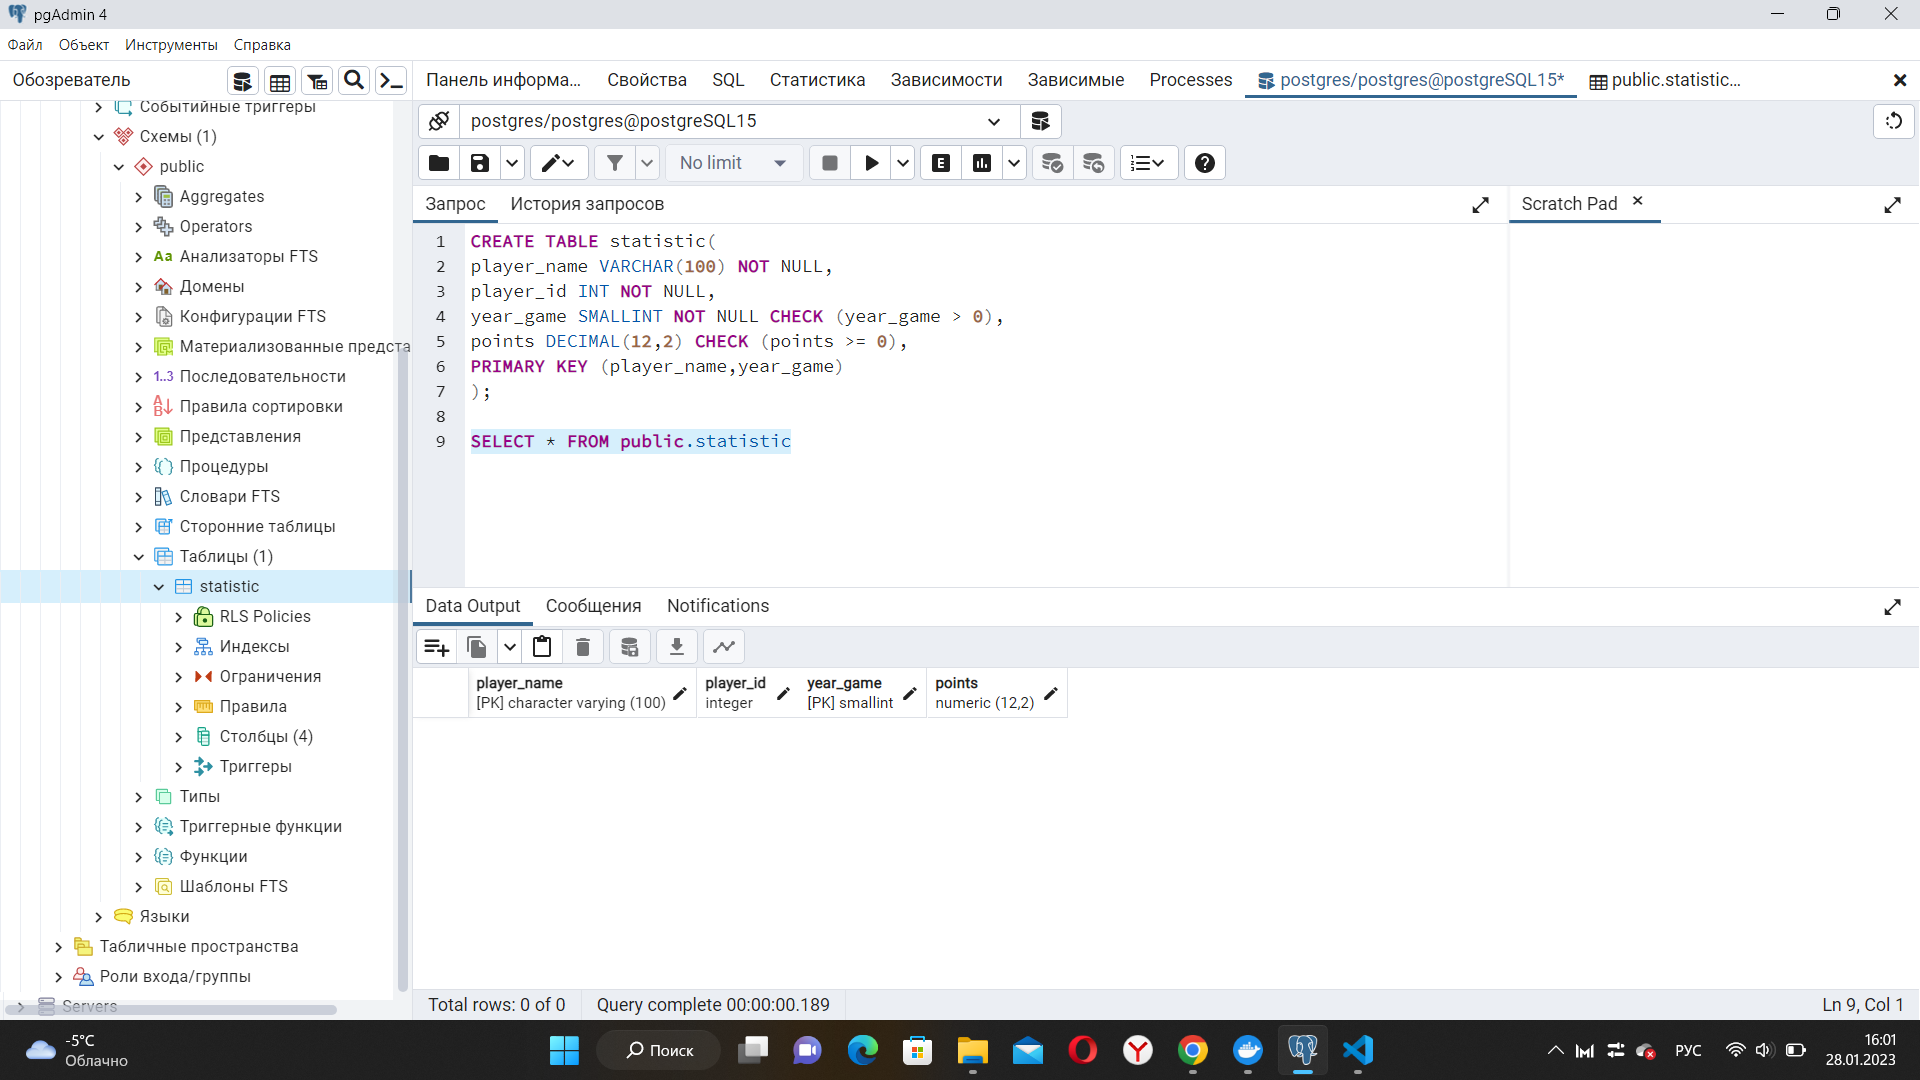 pgAdmin 4
Файл Объект Инструменты Справка
Обозреватель
Панель информа... Свойства SQL Статистика Зависимости Зависимые Processes postgres/postgres@postgreSQL15* public.statistic...
Событийные триггеры
Схемы (1)
public
Aggregates
Operators
Aa Анализаторы FTS
Домены
Конфигурации FTS
Материализованные предста
1..3 Последовательности
Правила сортировки
Представления
Процедуры
Словари FTS
Сторонние таблицы
Таблицы (1)
statistic
RLS Policies
Индексы
Ограничения
Правила
Столбцы (4)
Триггеры
Типы
Триггерные функции
Функции
Шаблоны FTS
Языки
Табличные пространства
Роли входа/группы
Servers
postgres/postgres@postgreSQL15
No limit
E
Запрос История запросов
Scratch Pad
1 CREATE TABLE statistic(
2 player_name VARCHAR(100) NOT NULL,
3 player_id INT NOT NULL,
4 year_game SMALLINT NOT NULL CHECK (year_game > 0),
5 points DECIMAL(12,2) CHECK (points >= 0),
6 PRIMARY KEY (player_name,year_game)
7 );
8
9 SELECT * FROM public.statistic
Data Output Сообщения Notifications
player_name player_id year_game points
[PK] character varying (100) integer [PK] smallint numeric (12,2)
Total rows: 0 of 0 Query complete 00:00:00.189 Ln 9, Col 1
-5°C
Облачно
Поиск
РУС
16:01
28.01.2023